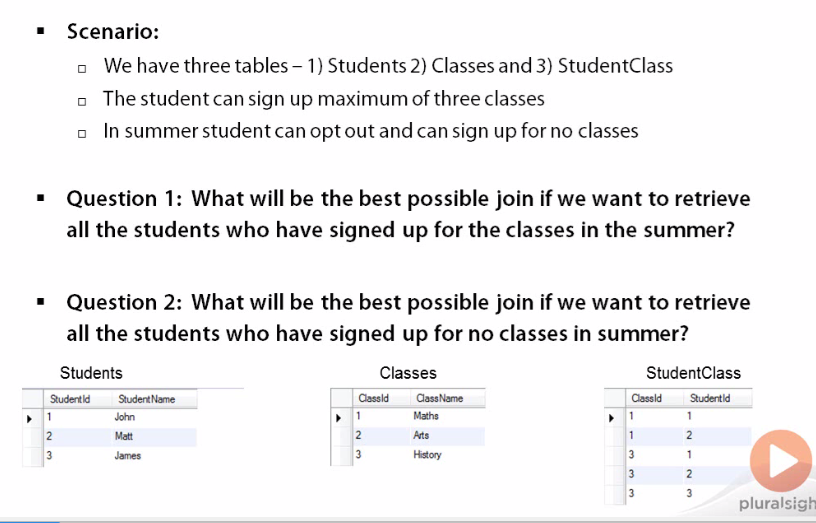 Scenario:
We have three tables – 1) Students 2) Classes and 3) StudentClass
The student can sign up maximum of three classes
In summer student can opt out and can sign up for no classes
Question 1: What will be the best possible join if we want to retrieve
all the students who have signed up for the classes in the summer?
Question 2: What will be the best possible join if we want to retrieve
all the students who have signed up for no classes in summer?
Students
StudentId StudentName
1 John
2 Matt
3 James
Classes
ClassId ClassName
1 Maths
2 Arts
3 History
StudentClass
ClassId StudentId
1 1
1 2
3 1
3 2
3 3
pluralsigh